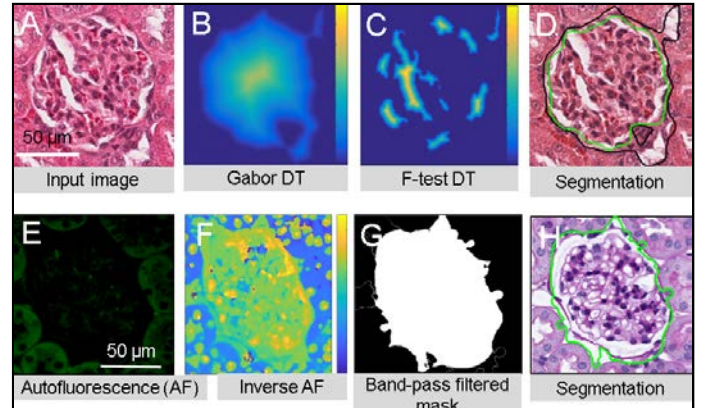 A B C D
50 µm
Input image Gabor DT F-test DT Segmentation
E F G H
50 µm
Autofluorescence (AF) Inverse AF Band-pass filtered Segmentation
mask